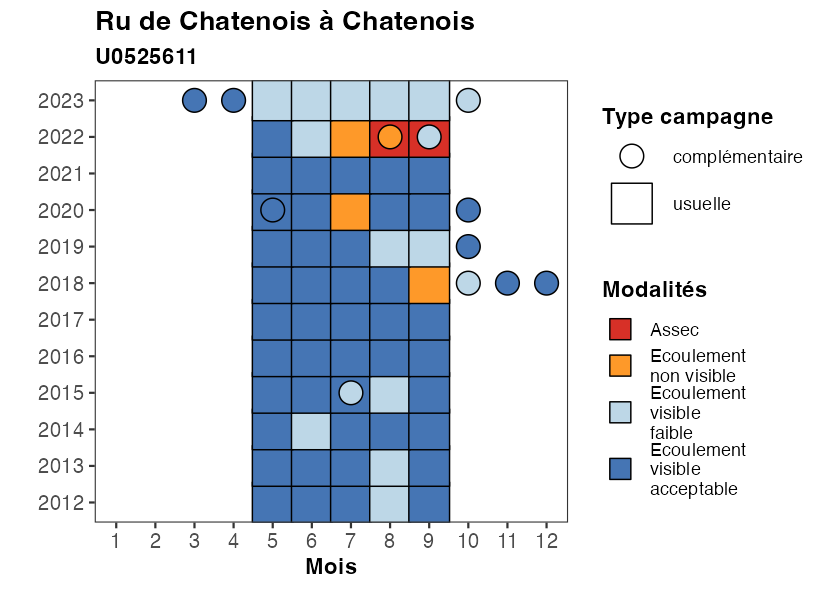 Ru de Chatenois à Chatenois
U0525611
2023
2022
2021
2020
2019
2018
2017
2016
2015
2014
2013
2012
1 2 3 4 5 6 7 8 9 10 11 12
Mois
Type campagne
complémentaire
usuelle
Modalités
Assec
Ecoulement
non visible
Ecoulement
visible
faible
Ecoulement
visible
acceptable